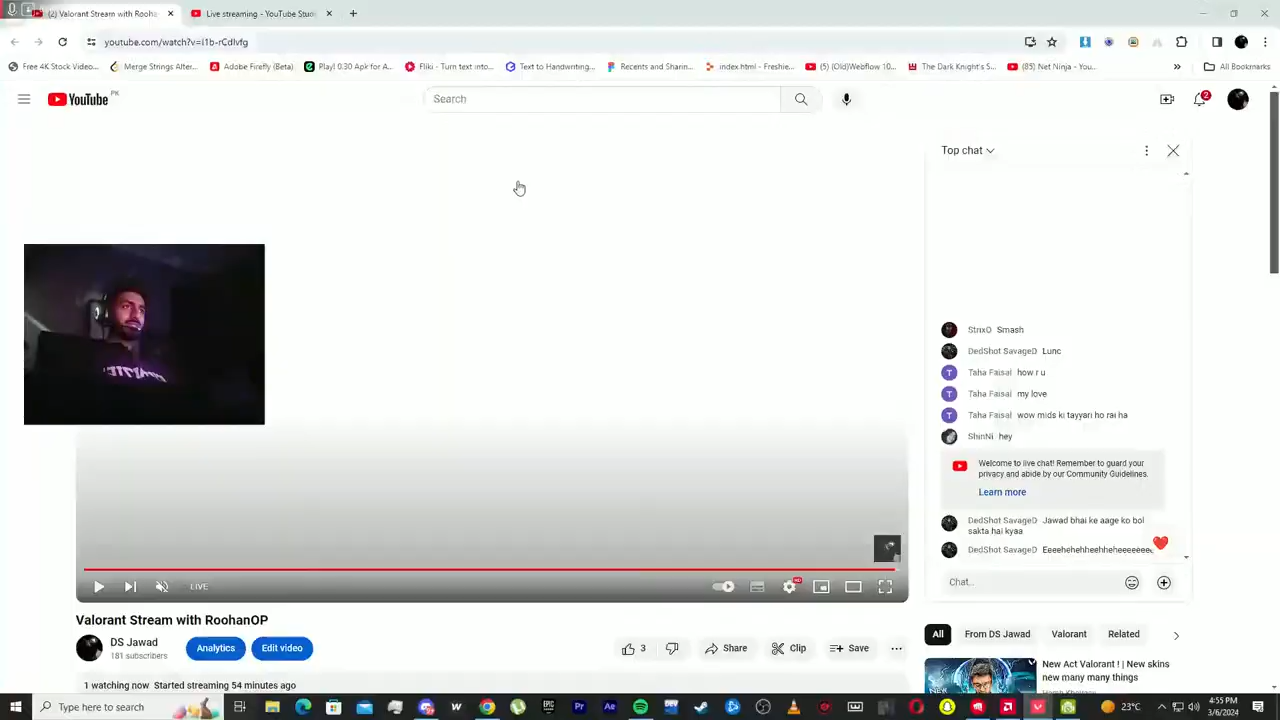 (2) Valorant Stream with Rooha
Live streaming - YouTube Studio
youtube.com/watch?v=i1b-rCdlvfg
Free 4K Stock Video...
Merge Strings Alter...
Adobe Firefly (Beta)
Play! 0.30 Apk for A...
Fliki - Turn text into...
Text to Handwriting...
Recents and Sharin...
index.html - Freshie...
(5) (Old)Webflow 10...
The Dark Knight's S...
(85) Net Ninja - You...
All Bookmarks
YouTube PK
Search
2
Top chat
StrixO Smash
DedShot SavageD Lunc
Taha Faisal how r u
Taha Faisal my love
Taha Faisal wow mids ki tayyari ho rai ha
ShinNi hey
Welcome to live chat! Remember to guard your
privacy and abide by our Community Guidelines.
Learn more
DedShot SavageD Jawad bhai ke aage ko bol
sakta hai kyaa
DedShot SavageD
Chat...
LIVE
HD
Valorant Stream with RoohanOP
DS Jawad
181 subscribers
Analytics
Edit video
3
Share
Clip
Save
1 watching now Started streaming 54 minutes ago
All
From DS Jawad
Valorant
Related
New Act Valorant ! | New skins
new many many things
Type here to search
23°C
4:55 PM
3/6/2024